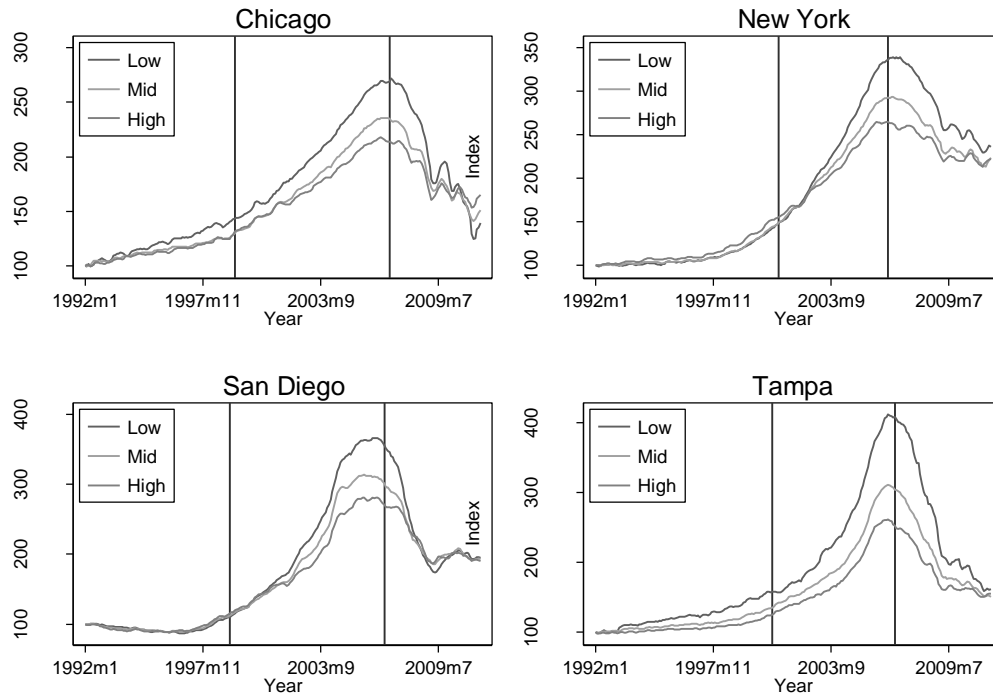 Chicago
300
250
200
150
100
Low
Mid
High
Index
1992m1
1997m11
2003m9
2009m7
Year
New York
350
300
250
200
150
100
Low
Mid
High
1992m1
1997m11
2003m9
2009m7
Year
San Diego
400
300
200
100
Low
Mid
High
Index
1992m1
1997m11
2003m9
2009m7
Year
Tampa
400
300
200
100
Low
Mid
High
1992m1
1997m11
2003m9
2009m7
Year